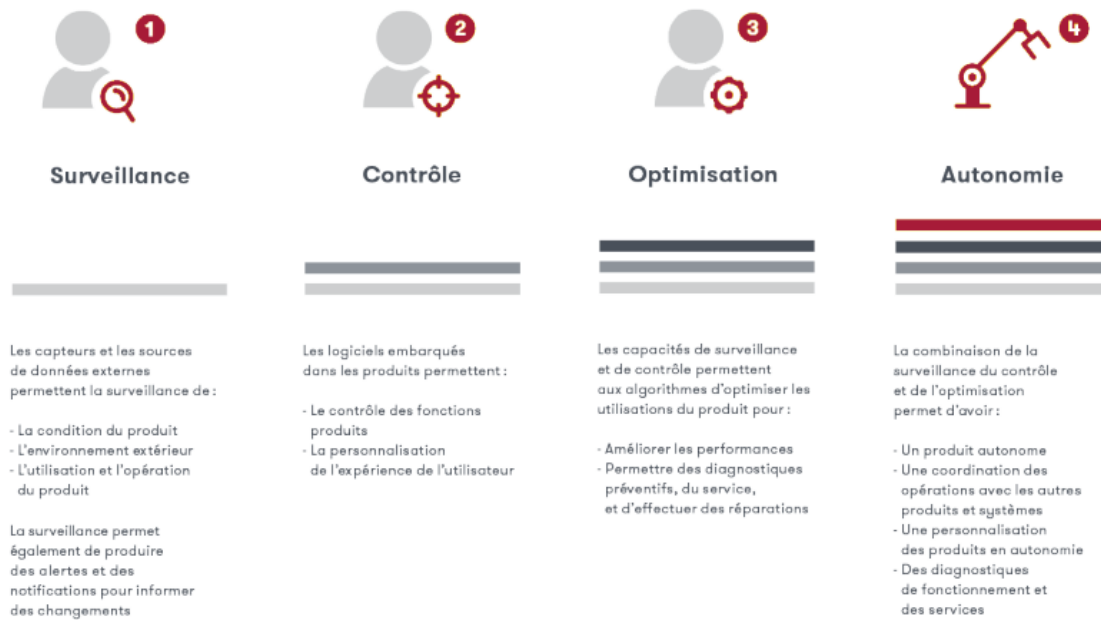 1
Surveillance
Les capteurs et les sources
de données externes
permettent la surveillance de :
- La condition du produit
- L'environnement extérieur
- L'utilisation et l'opération
du produit
La surveillance permet
également de produire
des alertes et des
notifications pour informer
des changements
2
Contrôle
Les logiciels embarqués
dans les produits permettent :
- Le contrôle des fonctions
produits
- La personnalisation
de l'expérience de l'utilisateur
3
Optimisation
Les capacités de surveillance
et de contrôle permettent
aux algorithmes d'optimiser les
utilisations du produit pour :
- Améliorer les performances
- Permettre des diagnostiques
préventifs, du service,
et d'effectuer des réparations
4
Autonomie
La combinaison de la
surveillance du contrôle
et de l'optimisation
permet d'avoir :
- Un produit autonome
- Une coordination des
opérations avec les autres
produits et systèmes
- Une personnalisation
des produits en autonomie
- Des diagnostiques
de fonctionnement et
des services